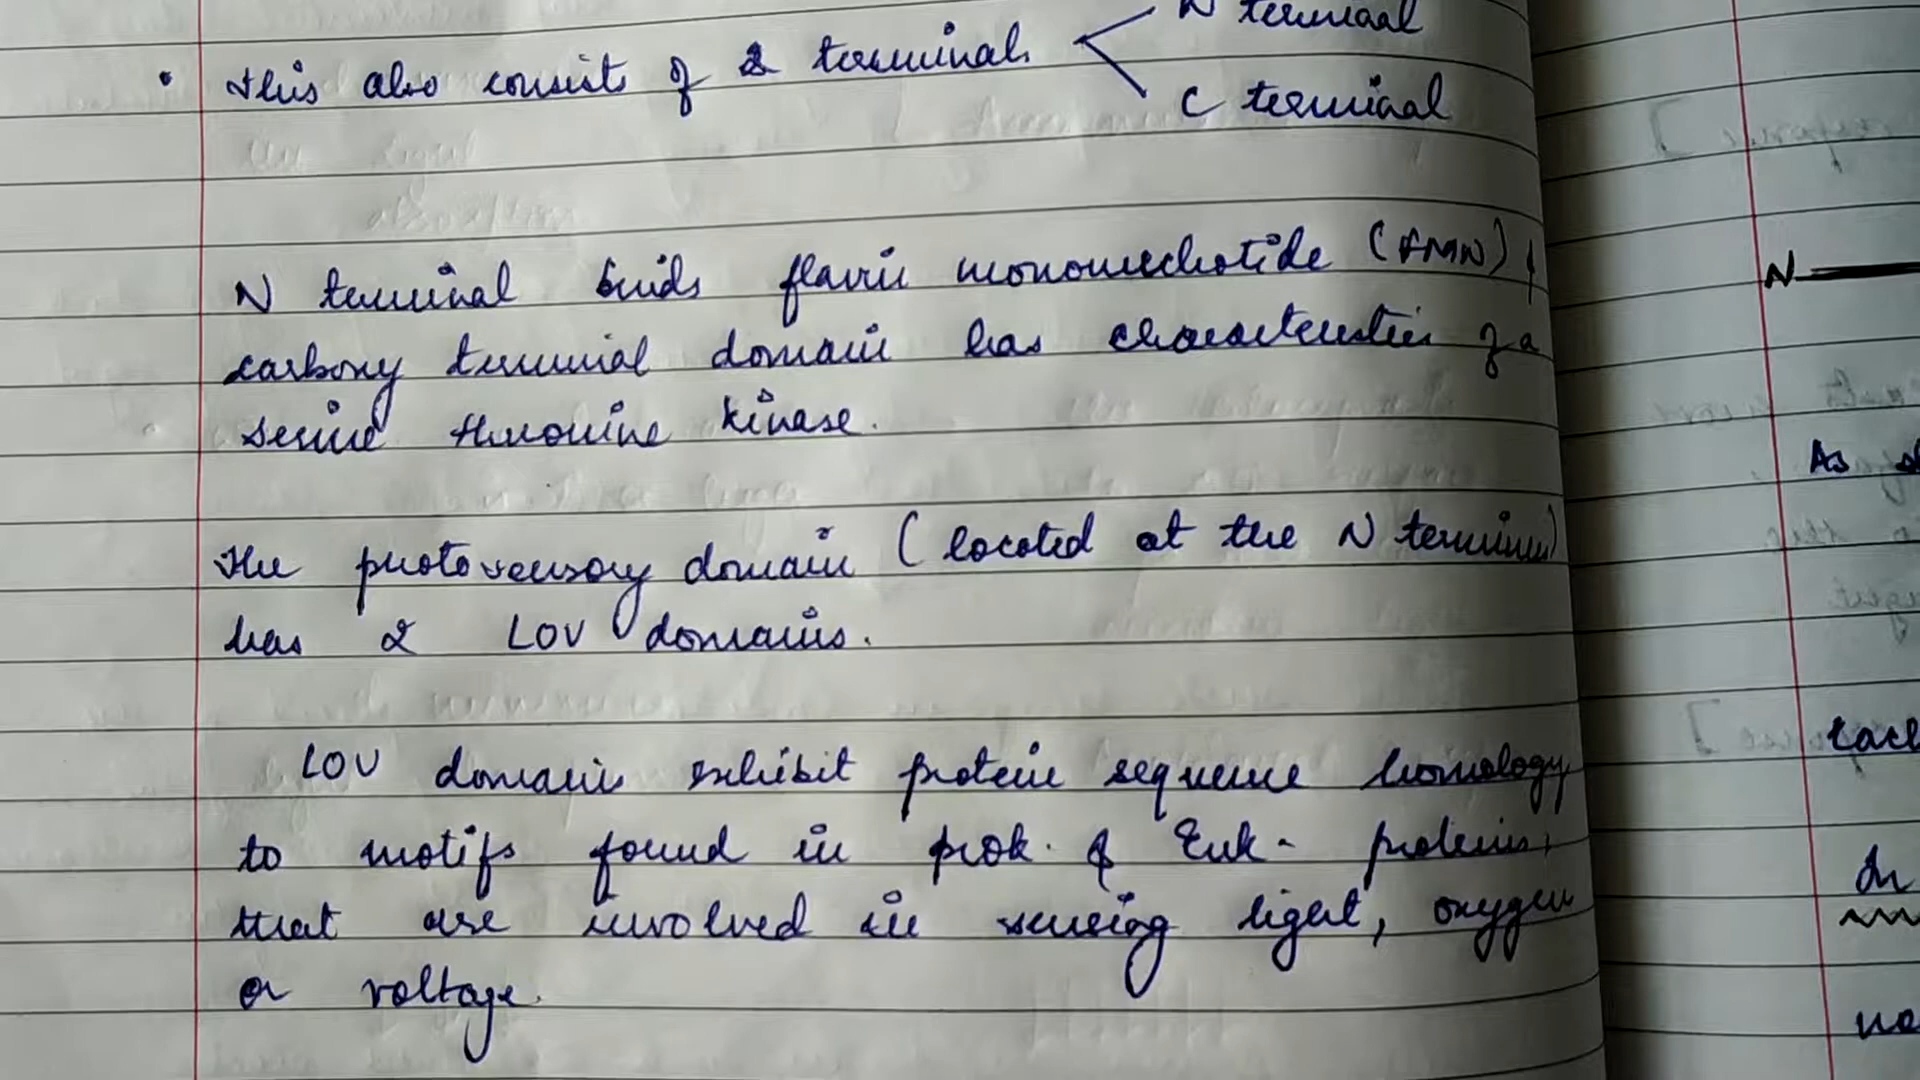 N terminal
• This also consist of 2 terminals
C terminal
N terminal binds flavin mononucleotide (FMN) &
carboxy terminal domain has characteristics of a
serine threonine kinase.
The photosensory domain (located at the N terminus)
has 2 LOV domains.
LOV domains exhibit protein sequence homology
to motifs found in prok. & Euk. proteins,
that are involved in sensing light, oxygen
or voltage.
N
As
Each
In